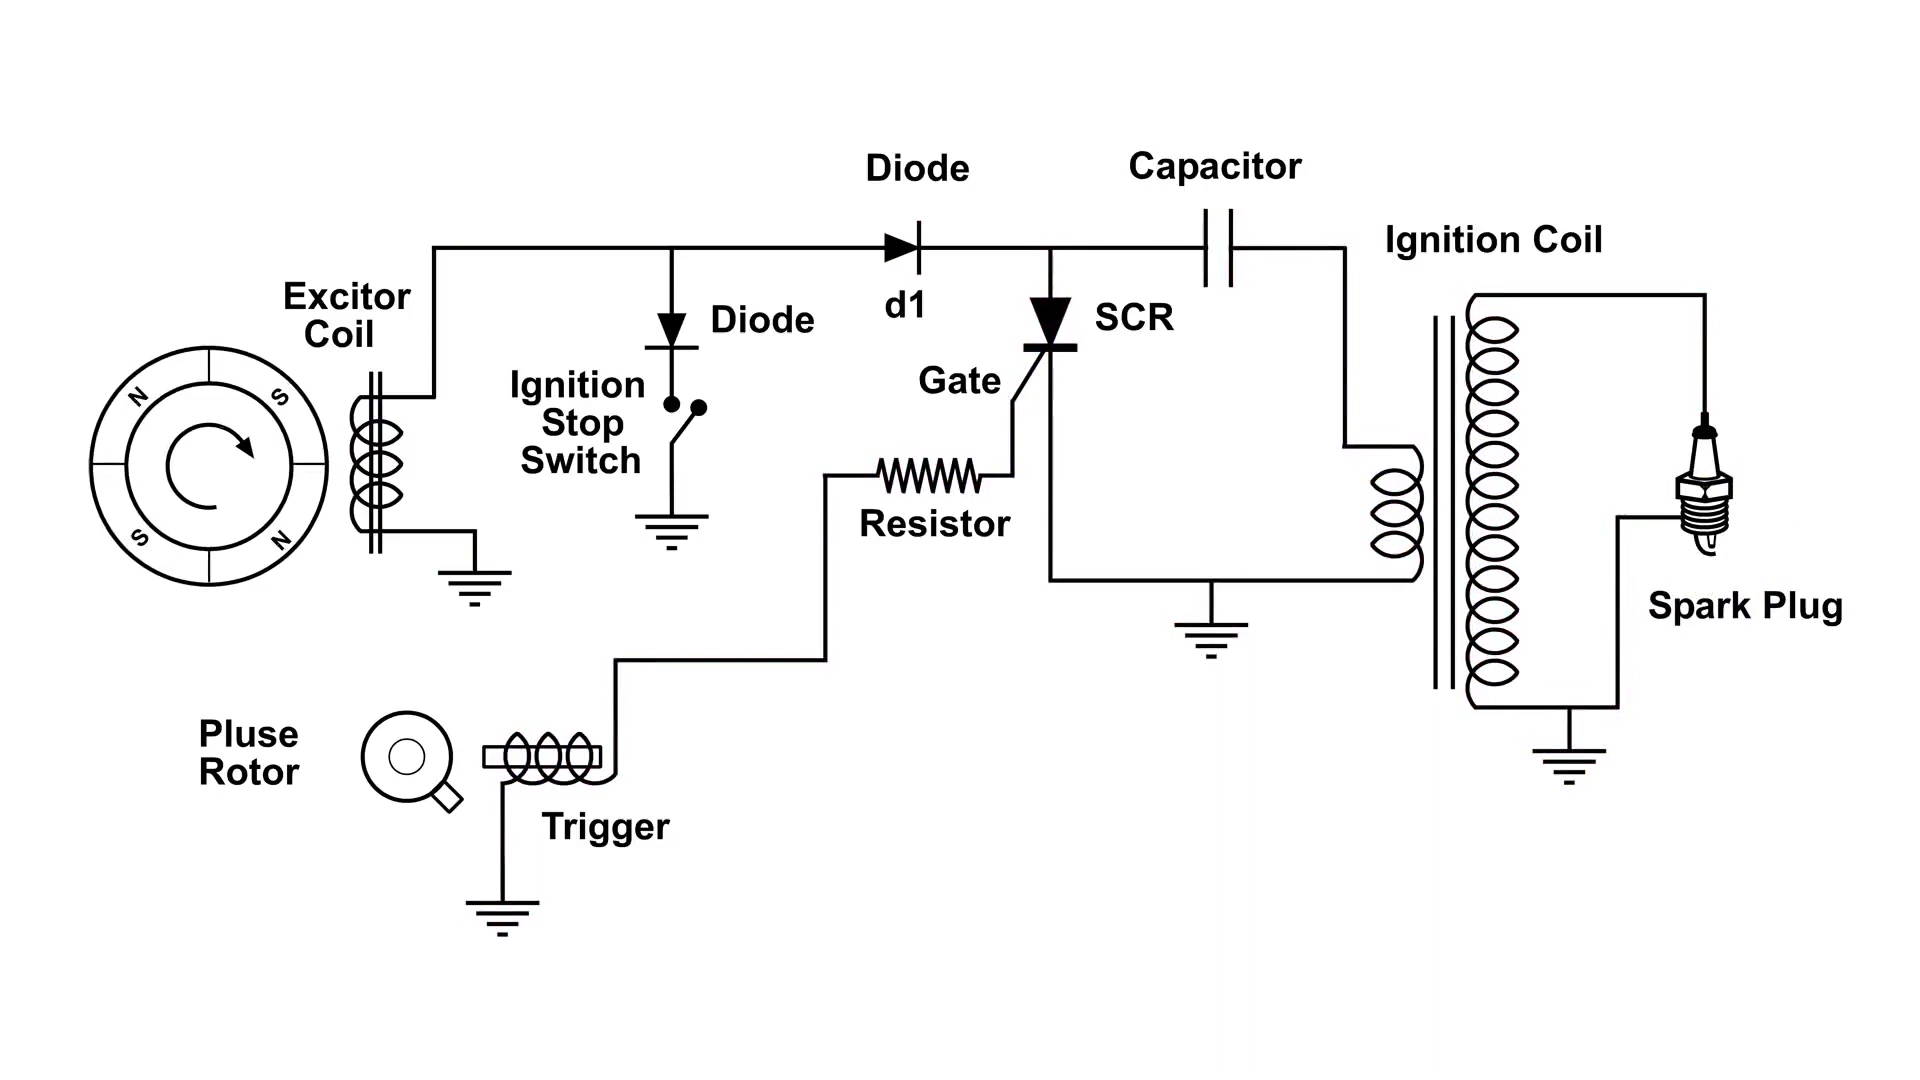 Diode
Capacitor
Ignition Coil
Excitor
Coil
d1
Diode
SCR
Gate
Ignition
Stop
Switch
N
S
S
N
Resistor
Spark Plug
Pluse
Rotor
Trigger